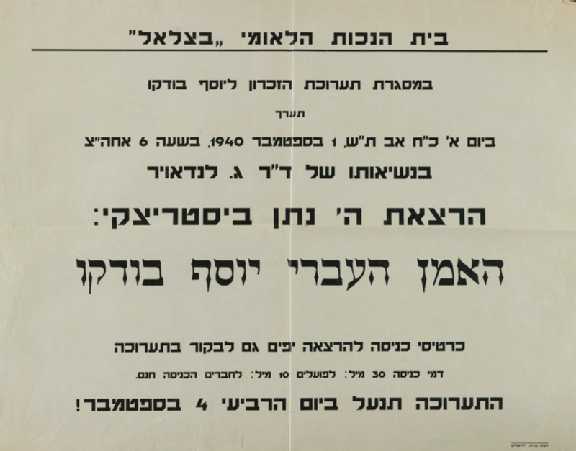 בית הנכות הלאומי „בצלאל"
במסגרת תערוכת הזכרון ליוסף בודקו
תערך
ביום א' כ"ח אב ת"ש, 1 בספטמבר 1940, בשעה 6 אחה"צ
בנשיאותו של ד"ר ג. לנדאויר
הרצאת ה' נתן ביסטריצקי:
האמן העברי יוסף בודקו
כרטיסי כניסה להרצאה יפים גם לבקור בתערוכה
דמי כניסה 30 מיל: לפועלים 10 מיל: לחברים הכניסה חנם.
התערוכה תנעל ביום הרביעי 4 בספטמבר!